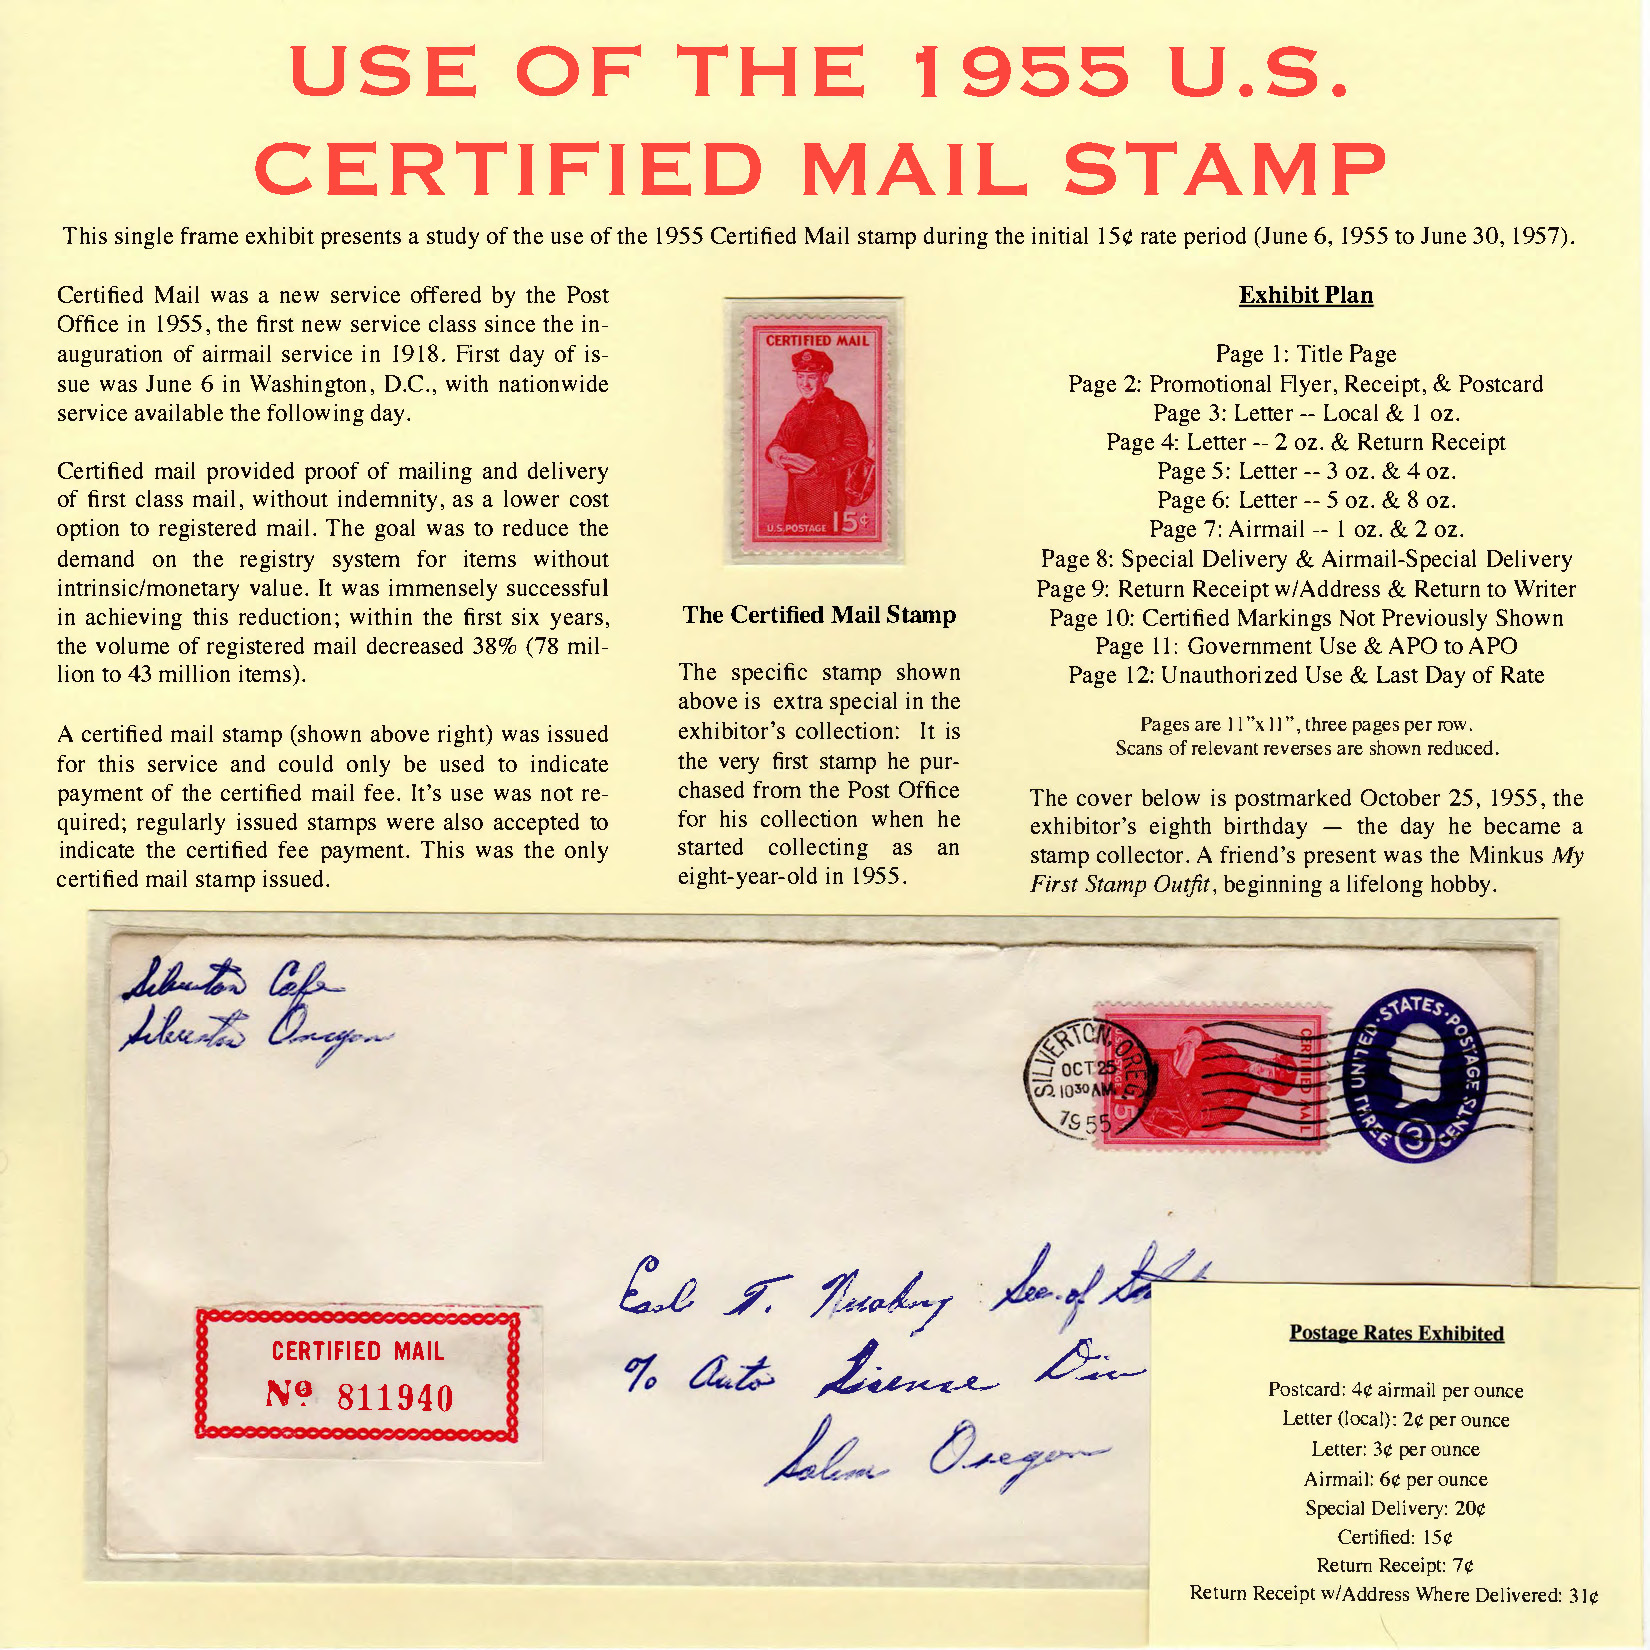 USE OF THE 1955 U.S.
CERTIFIED MAIL STAMP
This single frame exhibit presents a study of the use of the 1955 Certified Mail stamp during the initial 15¢ rate period (June 6, 1955 to June 30, 1957).
Certified Mail was a new service offered by the Post
Office in 1955, the first new service class since the in-
auguration of airmail service in 1918. First day of is-
sue was June 6 in Washington, D.C., with nationwide
service available the following day.
Certified mail provided proof of mailing and delivery
of first class mail, without indemnity, as a lower cost
option to registered mail. The goal was to reduce the
demand on the registry system for items without
intrinsic/monetary value. It was immensely successful
in achieving this reduction; within the first six years,
the volume of registered mail decreased 38% (78 mil-
lion to 43 million items).
A certified mail stamp (shown above right) was issued
for this service and could only be used to indicate
payment of the certified mail fee. It's use was not re-
quired; regularly issued stamps were also accepted to
indicate the certified fee payment. This was the only
certified mail stamp issued.
CERTIFIED MAIL
U.S. POSTAGE 15¢
The Certified Mail Stamp
The specific stamp shown
above is extra special in the
exhibitor's collection: It is
the very first stamp he pur-
chased from the Post Office
for his collection when he
started collecting as an
eight-year-old in 1955.
Exhibit Plan
Page 1: Title Page
Page 2: Promotional Flyer, Receipt, & Postcard
Page 3: Letter -- Local & 1 oz.
Page 4: Letter -- 2 oz. & Return Receipt
Page 5: Letter -- 3 oz. & 4 oz.
Page 6: Letter -- 5 oz. & 8 oz.
Page 7: Airmail -- 1 oz. & 2 oz.
Page 8: Special Delivery & Airmail-Special Delivery
Page 9: Return Receipt w/Address & Return to Writer
Page 10: Certified Markings Not Previously Shown
Page 11: Government Use & APO to APO
Page 12: Unauthorized Use & Last Day of Rate
Pages are 11”x11”, three pages per row.
Scans of relevant reverses are shown reduced.
The cover below is postmarked October 25, 1955, the
exhibitor's eighth birthday — the day he became a
stamp collector. A friend's present was the Minkus My
First Stamp Outfit, beginning a lifelong hobby.
Silverton Cafe
Silverton Oregon
SILVERTON, OREG.
OCT 25
10 30 AM
1955
CERTIFIED MAIL
UNITED·STATES·POSTAGE
THREE 3 CENTS
Earl T. Newbry Sec. of
% Auto License Div
Salem Oregon
CERTIFIED MAIL
No. 811940
Postage Rates Exhibited
Postcard: 4¢ airmail per ounce
Letter (local): 2¢ per ounce
Letter: 3¢ per ounce
Airmail: 6¢ per ounce
Special Delivery: 20¢
Certified: 15¢
Return Receipt: 7¢
Return Receipt w/Address Where Delivered: 31¢